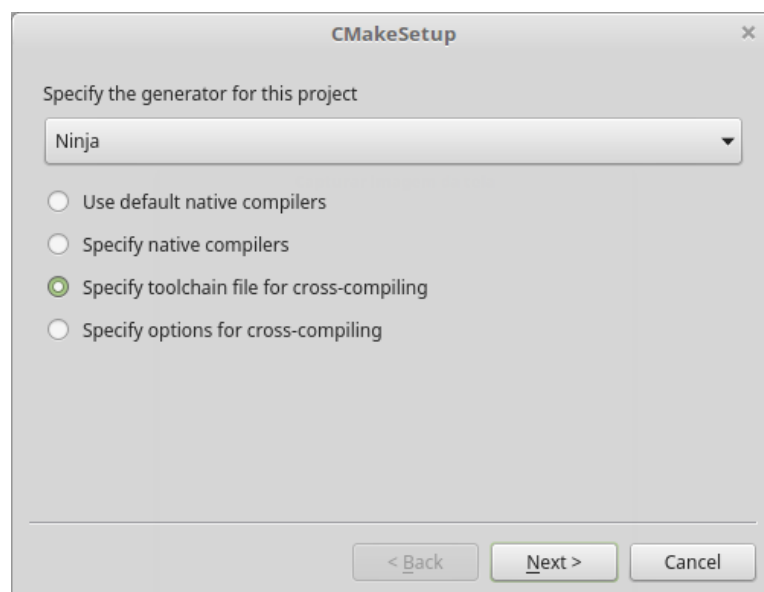 CMakeSetup
Specify the generator for this project
Ninja
Use default native compilers
Specify native compilers
Specify toolchain file for cross-compiling
Specify options for cross-compiling
< Back Next > Cancel